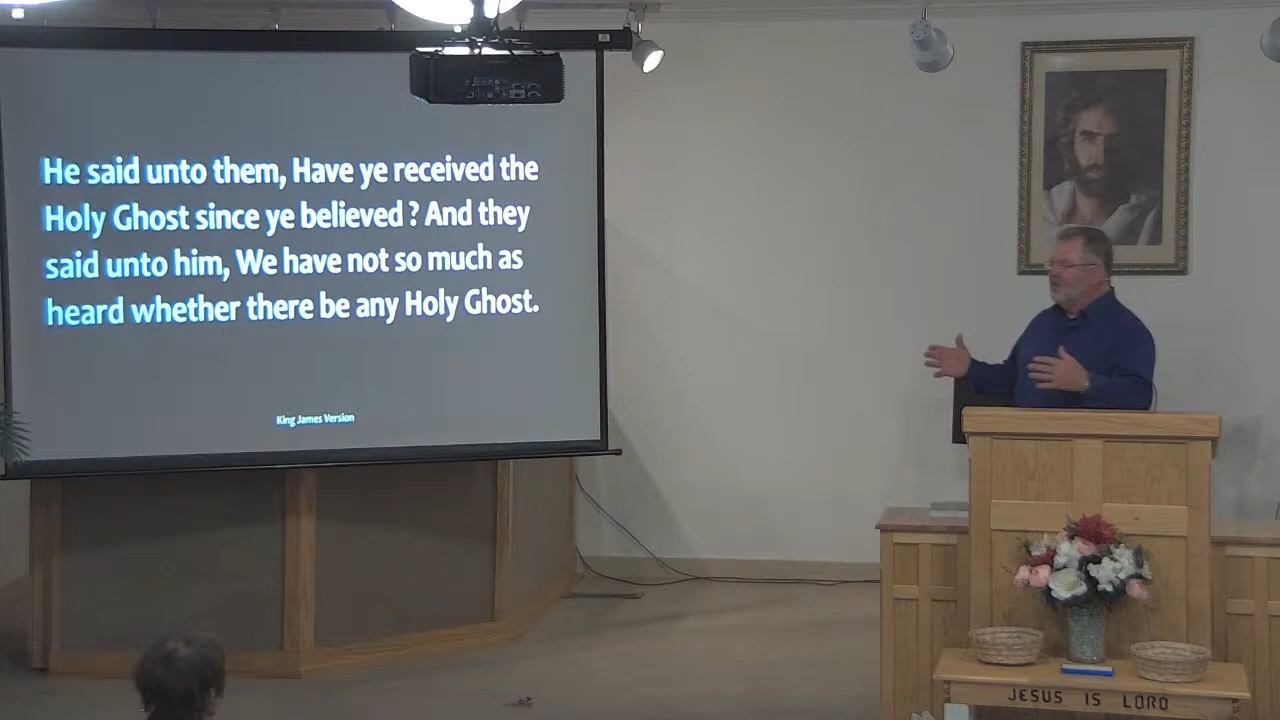 He said unto them, Have ye received the
Holy Ghost since ye believed ? And they
said unto him, We have not so much as
heard whether there be any Holy Ghost.
King James Version
JESUS IS LORD